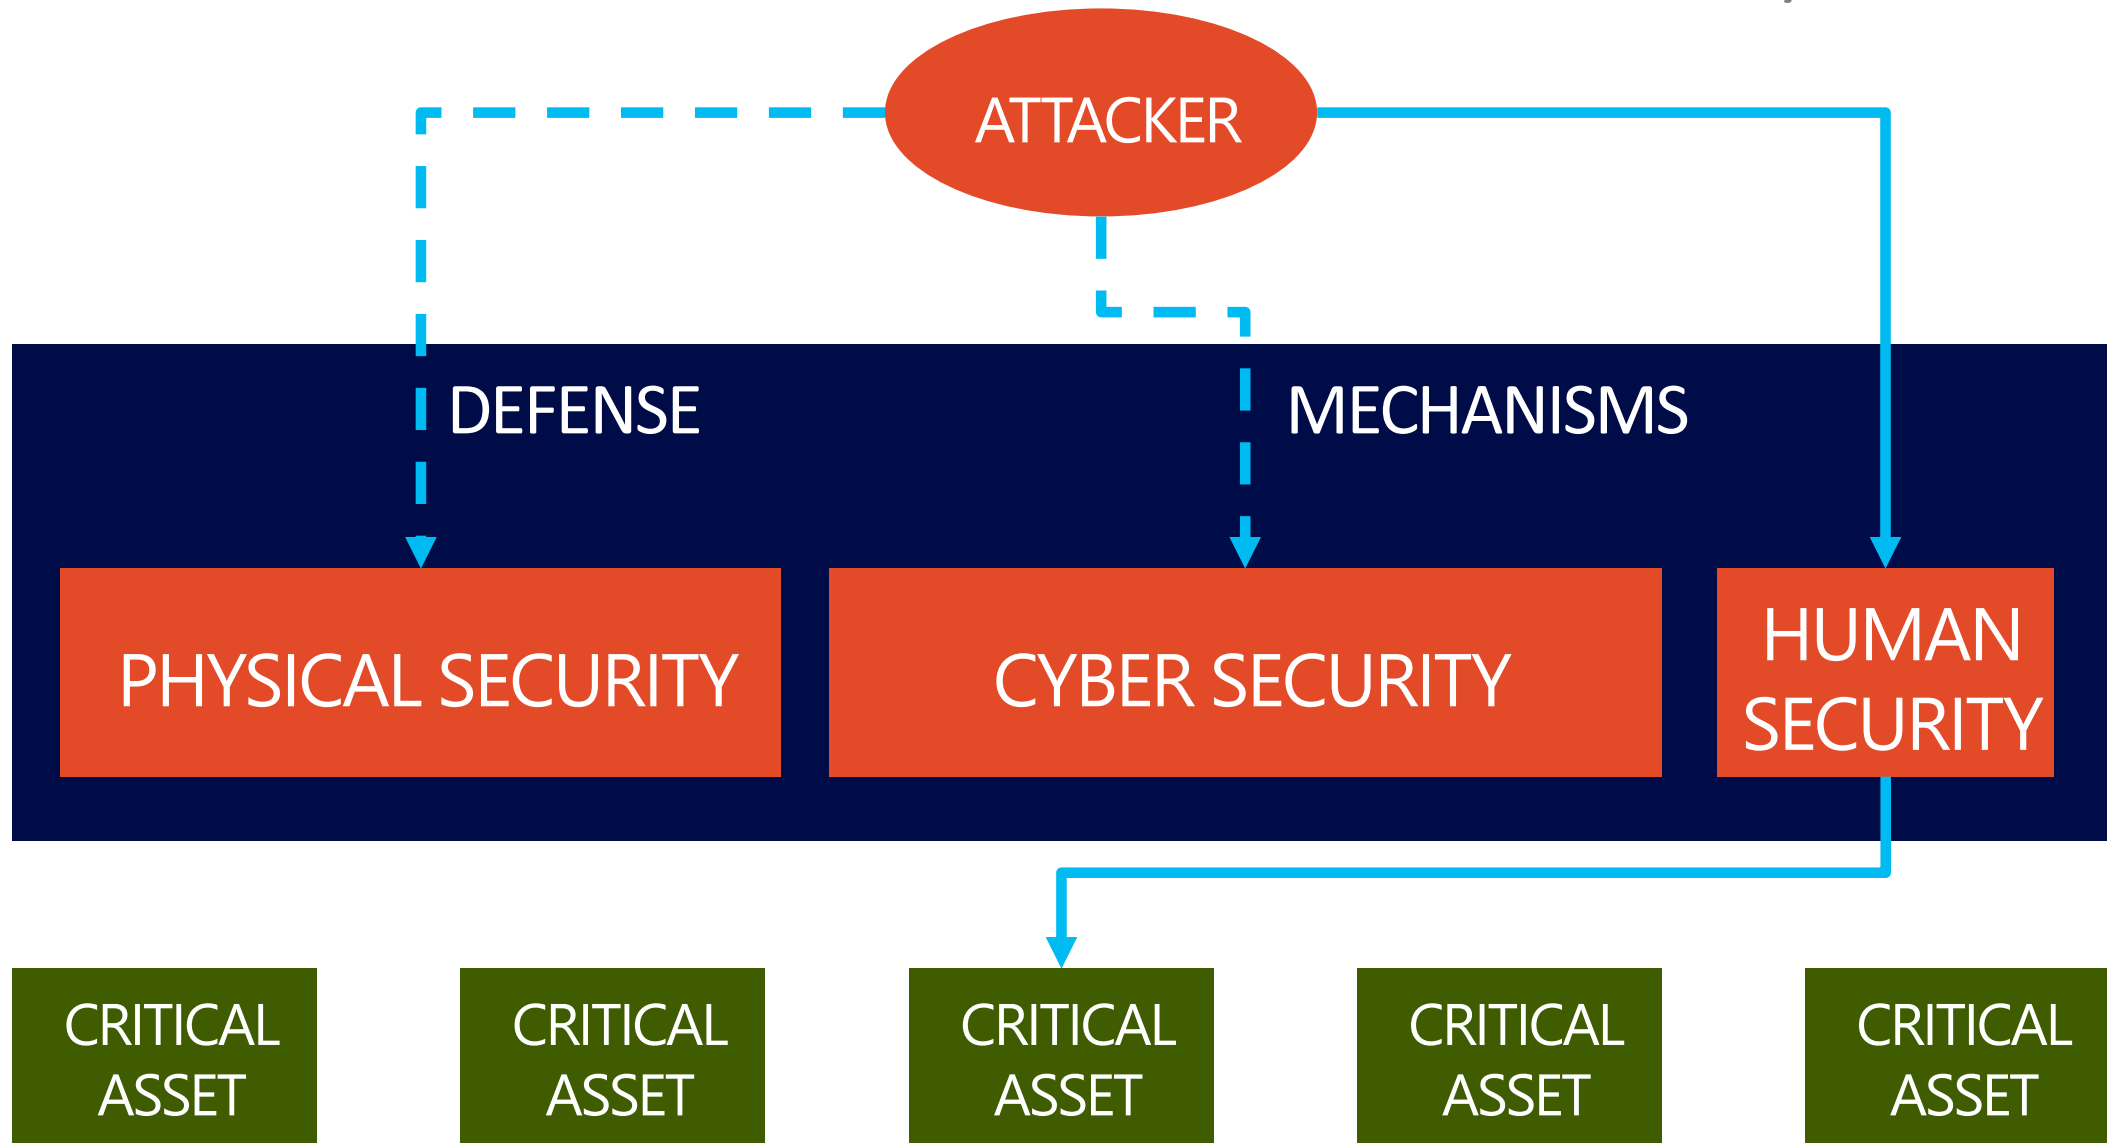 ATTACKER
DEFENSE MECHANISMS
PHYSICAL SECURITY
CYBER SECURITY
HUMAN
SECURITY
CRITICAL
ASSET
CRITICAL
ASSET
CRITICAL
ASSET
CRITICAL
ASSET
CRITICAL
ASSET